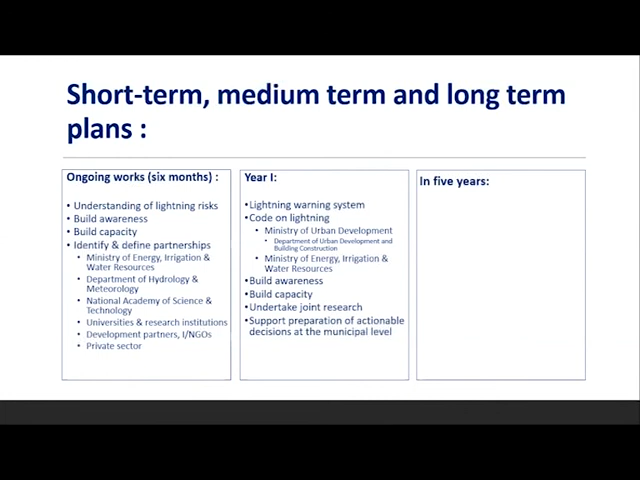 Short-term, medium term and long term
plans :
Ongoing works (six months) :
• Understanding of lightning risks
• Build awareness
• Build capacity
• Identify & define partnerships
• Ministry of Energy, Irrigation &
Water Resources
• Department of Hydrology &
Meteorology
• National Academy of Science &
Technology
• Universities & research institutions
• Development partners, I/NGOs
• Private sector
Year I:
•Lightning warning system
•Code on lightning
• Ministry of Urban Development
• Department of Urban Development and
Building Construction
• Ministry of Energy, Irrigation &
Water Resources
•Build awareness
•Build capacity
•Undertake joint research
•Support preparation of actionable
decisions at the municipal level
In five years: